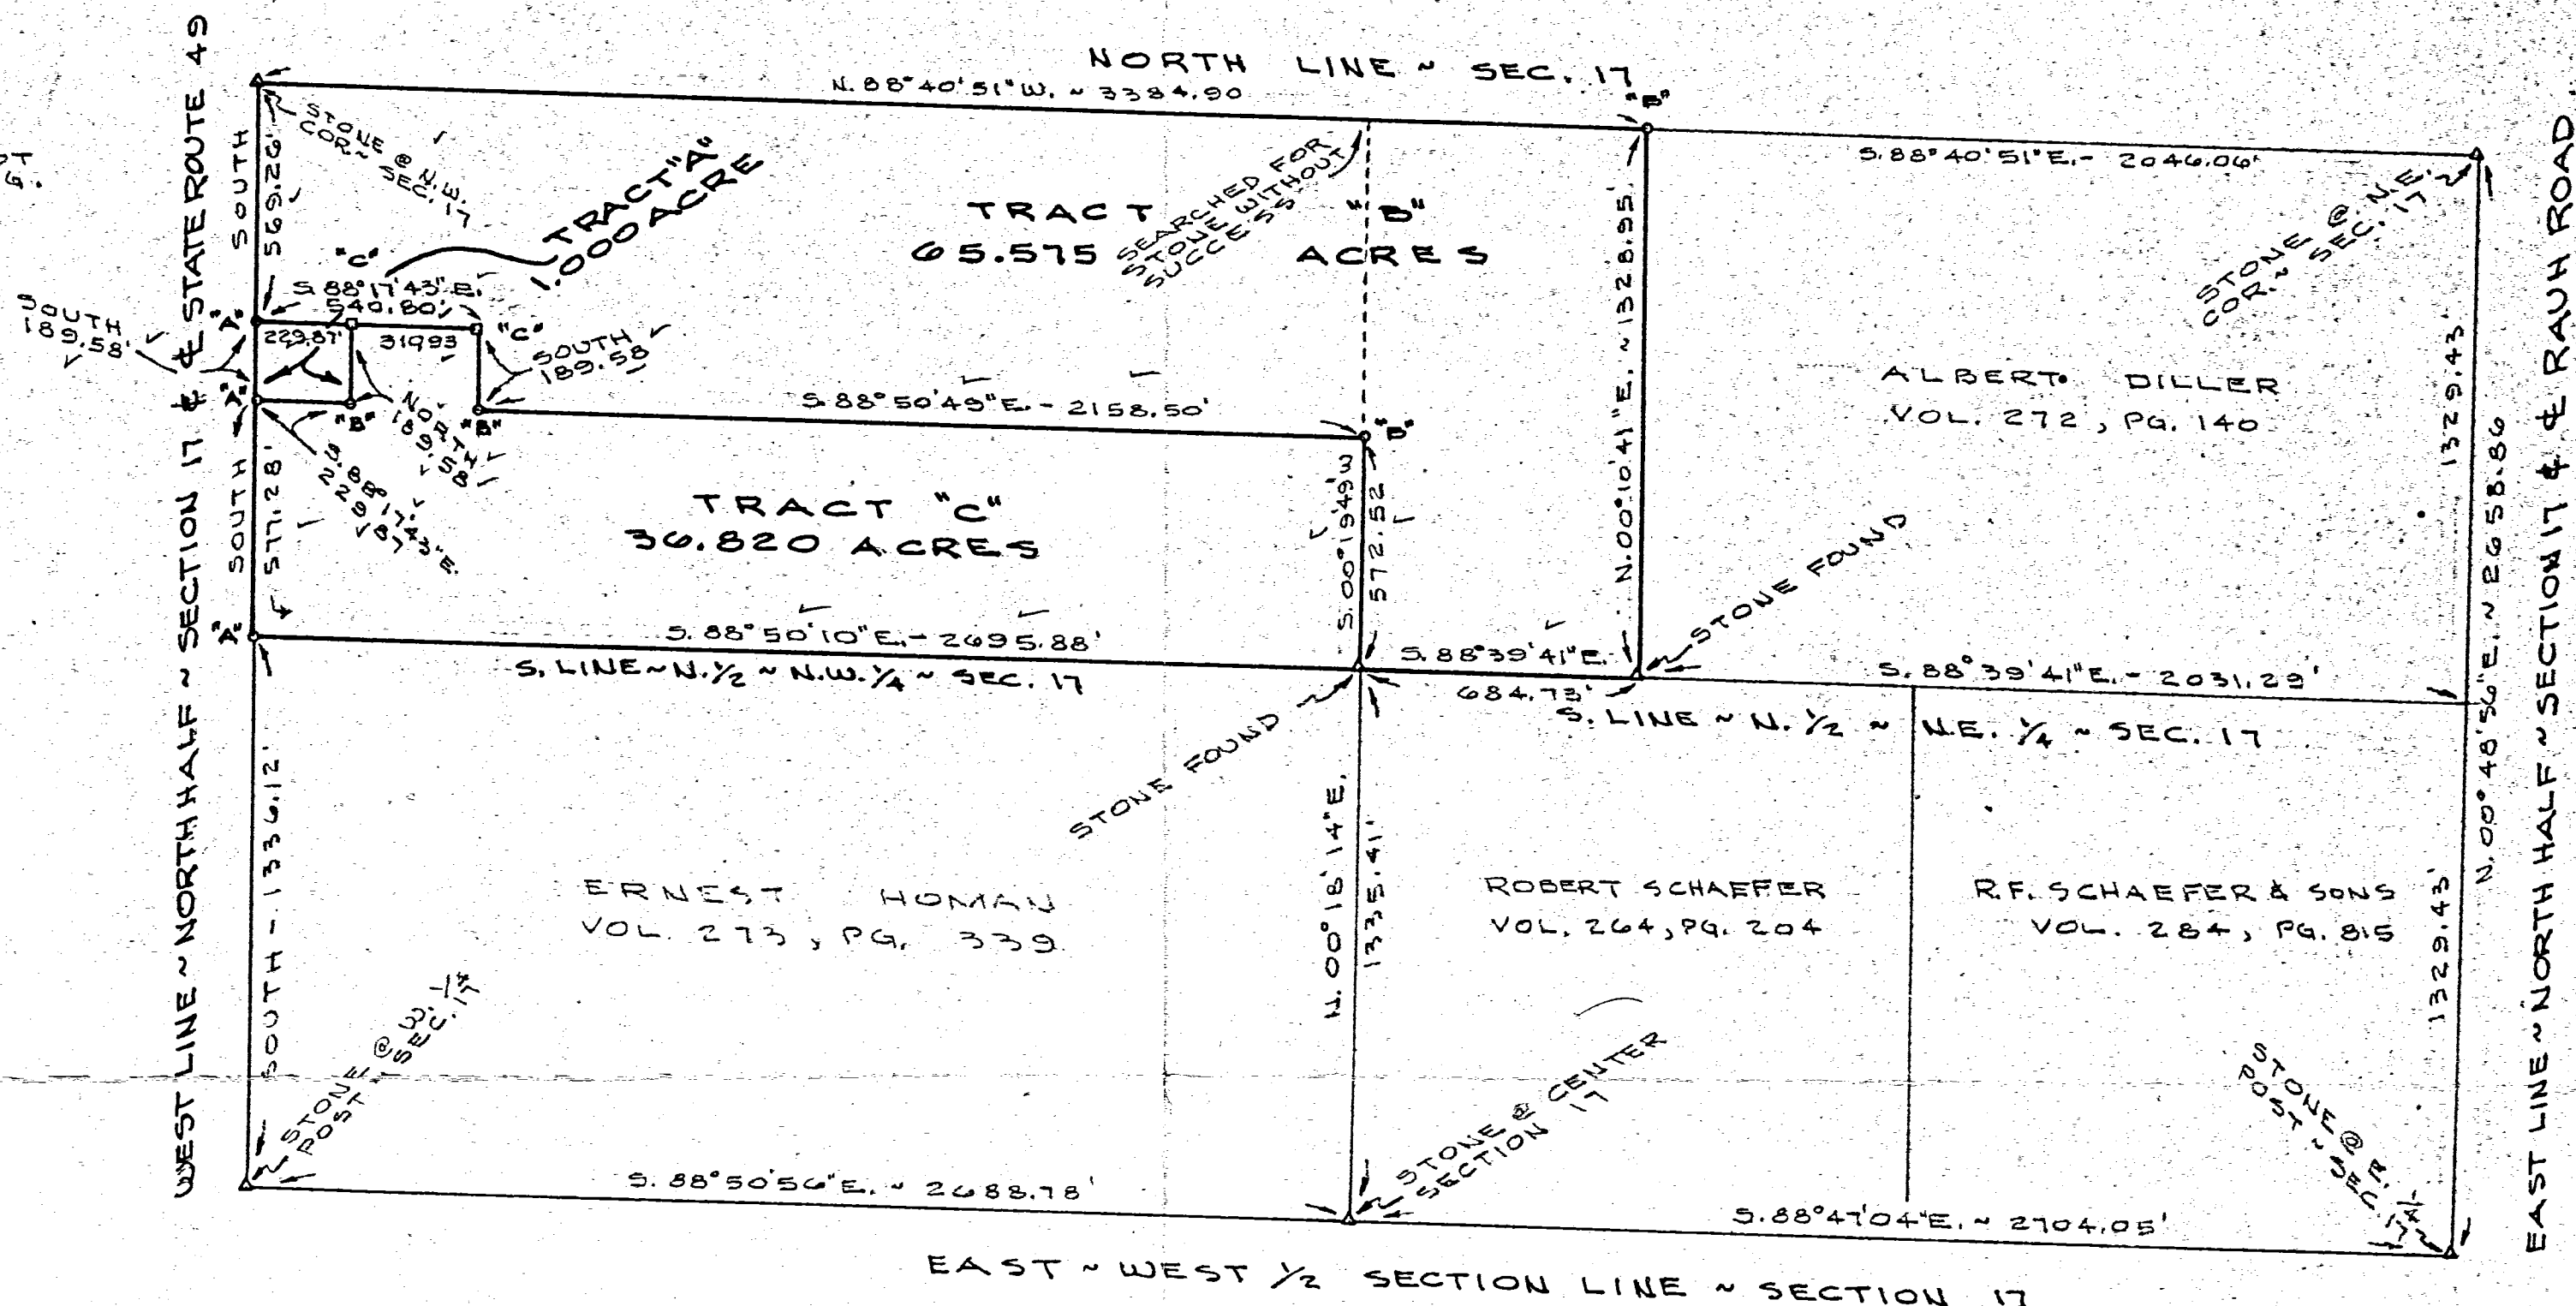 NORTH LINE ~ SEC. 17
N. 88° 40' 51" W. ~ 3384.90
"B"
S. 88° 40' 51" E. - 2046.06'
STONE @ N.W.
COR. ~ SEC. 17
SOUTH
569.26'
TRACT "A"
1.000 ACRE
TRACT "B"
65.575 ACRES
SEARCHED FOR
STONE WITHOUT
SUCCESS
N. 00° 10' 41" E. ~ 1328.95'
STONE @ N.E.
COR. ~ SEC. 17
"C"
S. 88° 17' 43" E.
540.80'
"A"
229.87'
31993
"C"
SOUTH
189.58'
SOUTH
189.58
"A"
"B"
NORTH
189.58'
"B"
S. 88° 17' 43" E.
229.87
S. 88° 50' 49" E. - 2158.50'
"B"
ALBERT DILLER
VOL. 272, PG. 140
1329.43'
SOUTH
577.28'
TRACT "C"
36.820 ACRES
S. 00° 19' 49" W
572.52
STONE FOUND
"A"
S. 88° 50' 10" E. - 2695.88'
S. LINE ~ N. 1/2 ~ N.W. 1/4 ~ SEC. 17
S. 88° 39' 41" E.
684.73'
S. 88° 39' 41" E. - 2031.29'
S. LINE ~ N. 1/2 ~ N.E. 1/4 ~ SEC. 17
STONE FOUND
SOUTH - 1336.12'
N. 00° 18' 14" E.
1335.41'
ERNEST HOMAN
VOL. 273, PG. 339
ROBERT SCHAEFFER
VOL. 264, PG. 204
R.F. SCHAEFER & SONS
VOL. 284, PG. 815
1329.43'
STONE @ W. 1/4
POST ~ SEC. 17
STONE @ CENTER
SECTION 17
STONE @ E. 1/4
POST ~ SEC. 17
S. 88° 50' 56" E. ~ 2688.78'
S. 88° 47' 04" E. ~ 2704.05'
EAST ~ WEST 1/2 SECTION LINE ~ SECTION 17
WEST LINE ~ NORTH HALF ~ SECTION 17 & ℄ STATE ROUTE 49
N. 00° 48' 56" E. ~ 2658.86
EAST LINE ~ NORTH HALF ~ SECTION 17 & ℄ RAUH ROAD